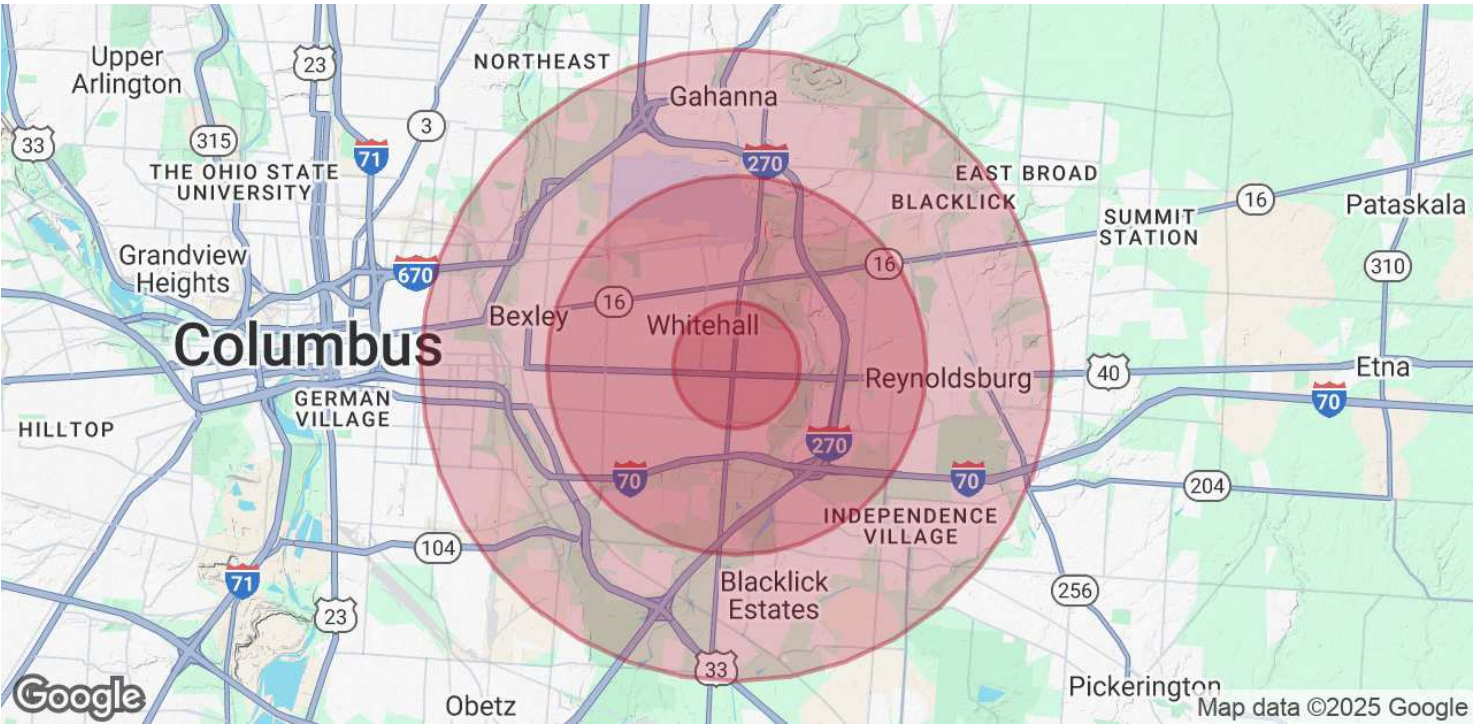 Upper
Arlington
23
NORTHEAST
Gahanna
33
315
3
71
270
THE OHIO STATE
UNIVERSITY
EAST BROAD
BLACKLICK
16
Pataskala
SUMMIT
STATION
Grandview
Heights
670
16
310
16
Bexley
Whitehall
Columbus
Reynoldsburg
40
Etna
GERMAN
VILLAGE
70
HILLTOP
270
70
70
204
INDEPENDENCE
VILLAGE
104
71
Blacklick
Estates
256
23
33
Google
Obetz
Pickerington
Map data ©2025 Google